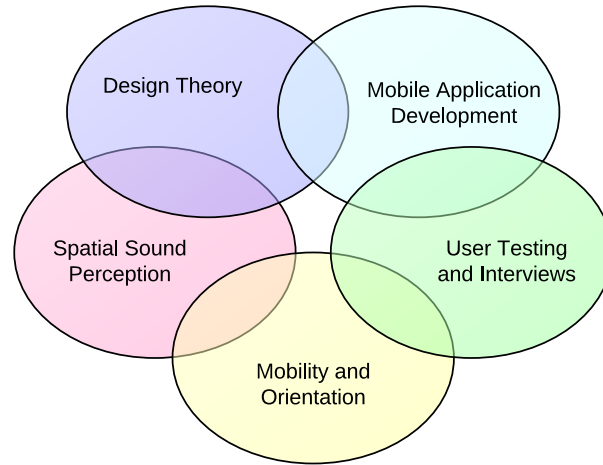 Design Theory
Mobile Application
Development
Spatial Sound
Perception
User Testing
and Interviews
Mobility and
Orientation